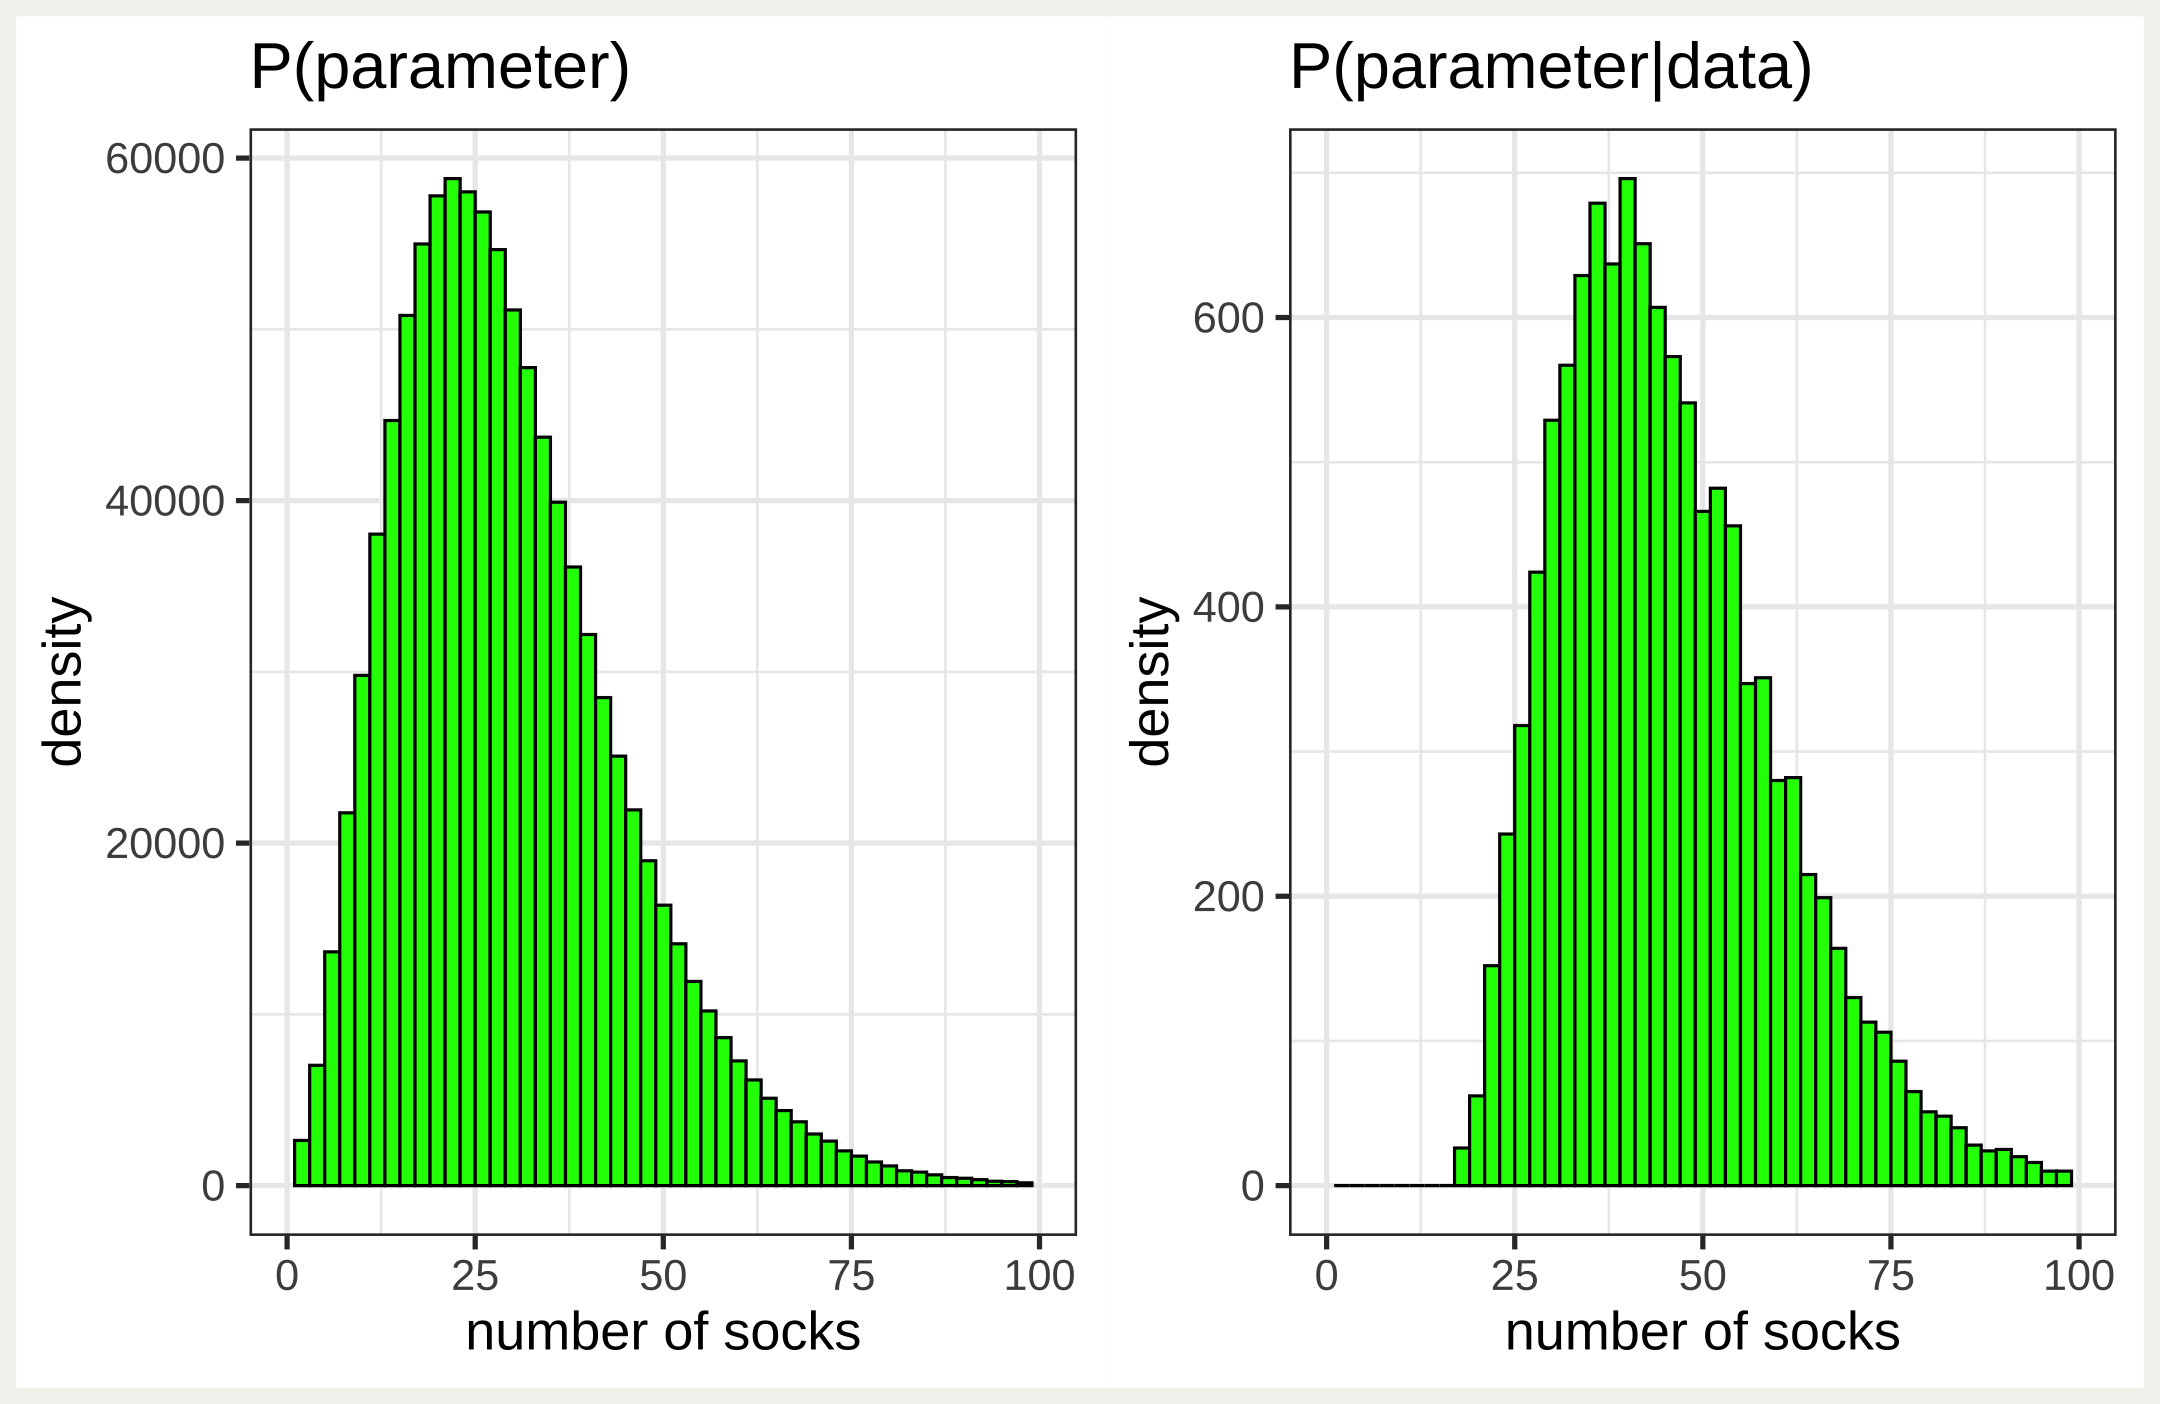 P(parameter)
60000
40000
20000
0
density
0 25 50 75 100
number of socks
P(parameter|data)
600
400
200
0
density
0 25 50 75 100
number of socks